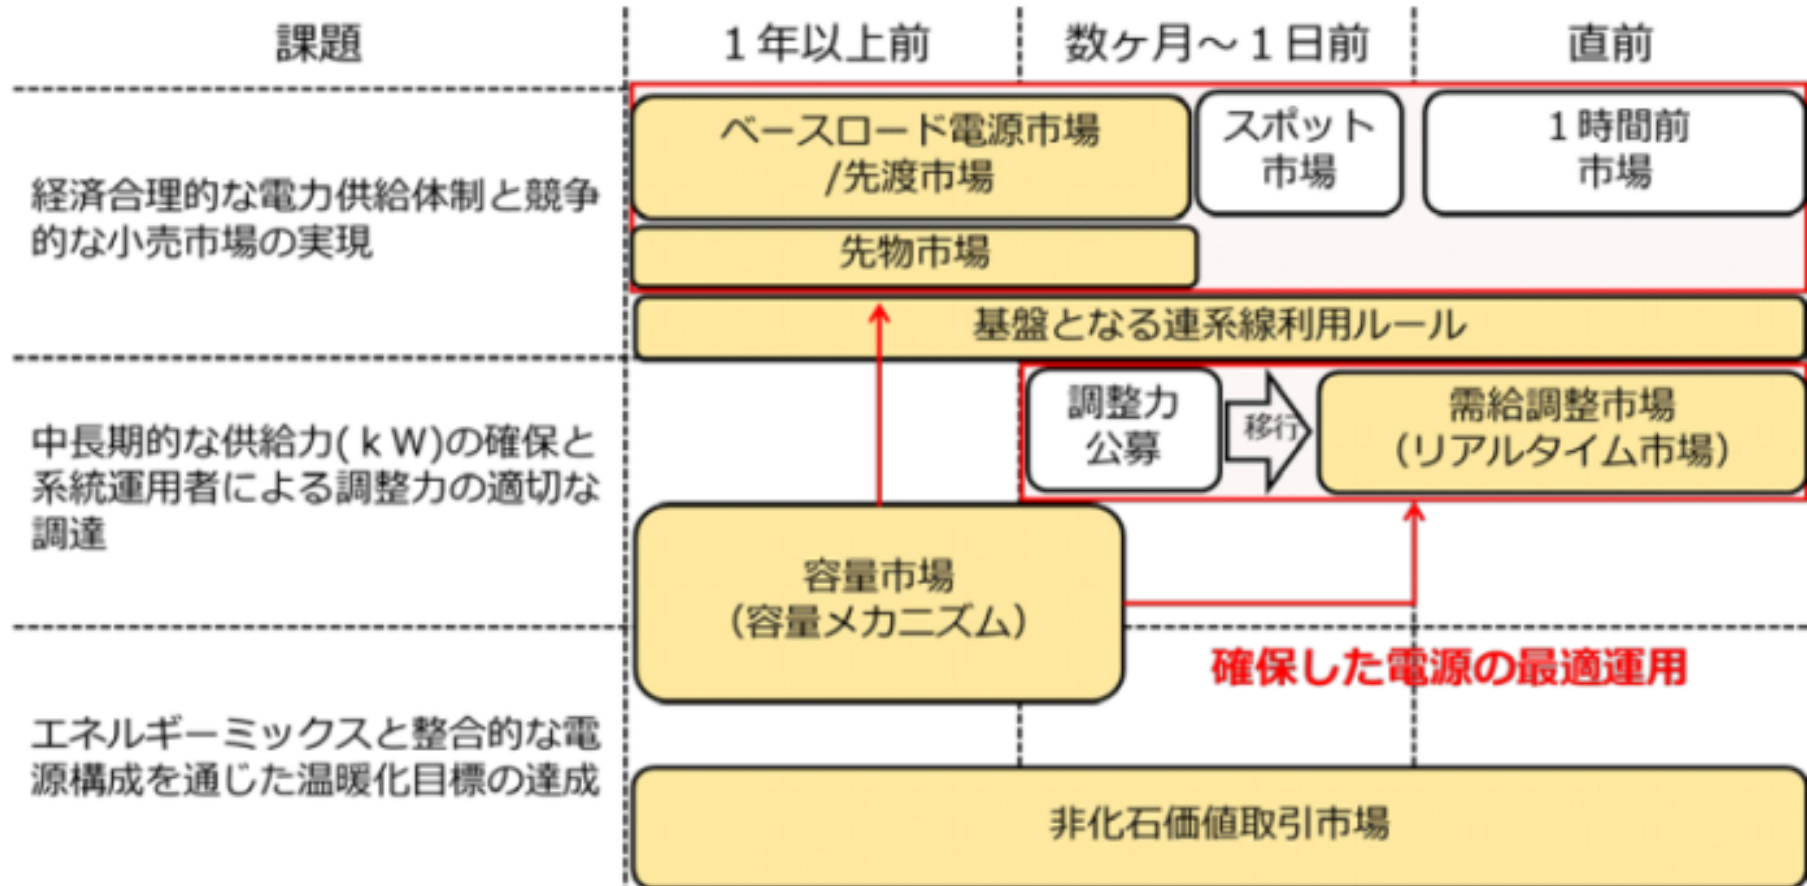 課題
１年以上前
数ヶ月～１日前
直前
経済合理的な電力供給体制と競争
的な小売市場の実現
ベースロード電源市場
/先渡市場
スポット
市場
１時間前
市場
先物市場
基盤となる連系線利用ルール
中長期的な供給力(ｋW)の確保と
系統運用者による調整力の適切な
調達
調整力
公募
移行
需給調整市場
（リアルタイム市場）
容量市場
（容量メカニズム）
確保した電源の最適運用
エネルギーミックスと整合的な電
源構成を通じた温暖化目標の達成
非化石価値取引市場